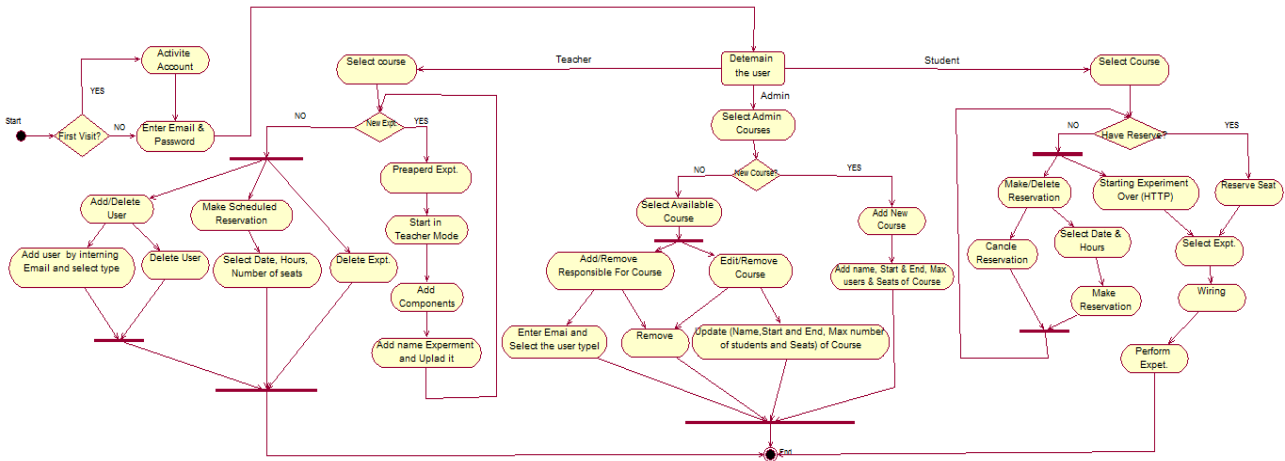 Start
First Visit?
YES
NO
Activite
Account
Enter Email &
Password
Detemain
the user
Teacher
Student
Admin
Select course
New Expt.
NO
YES
Add/Delete
User
Add user by interning
Email and select type
Delete User
Make Scheduled
Reservation
Select Date, Hours,
Number of seats
Delete Expt.
Preaperd Expt.
Start in
Teacher Mode
Add
Components
Add name Experment
and Uplad it
Select Admin
Courses
New Course?
NO
YES
Select Available
Course
Add/Remove
Responsible For Course
Edit/Remove
Course
Enter Emai and
Select the user typel
Remove
Update (Name,Start and End, Max number
of students and Seats) of Course
Add New
Course
Add name, Start & End, Max
users & Seats of Course
Select Course
Have Reserve?
NO
YES
Make/Delete
Reservation
Starting Experiment
Over (HTTP)
Reserve Seat
Cancle
Reservation
Select Date &
Hours
Make
Reservation
Select Expt.
Wiring
Perform
Expet.
End